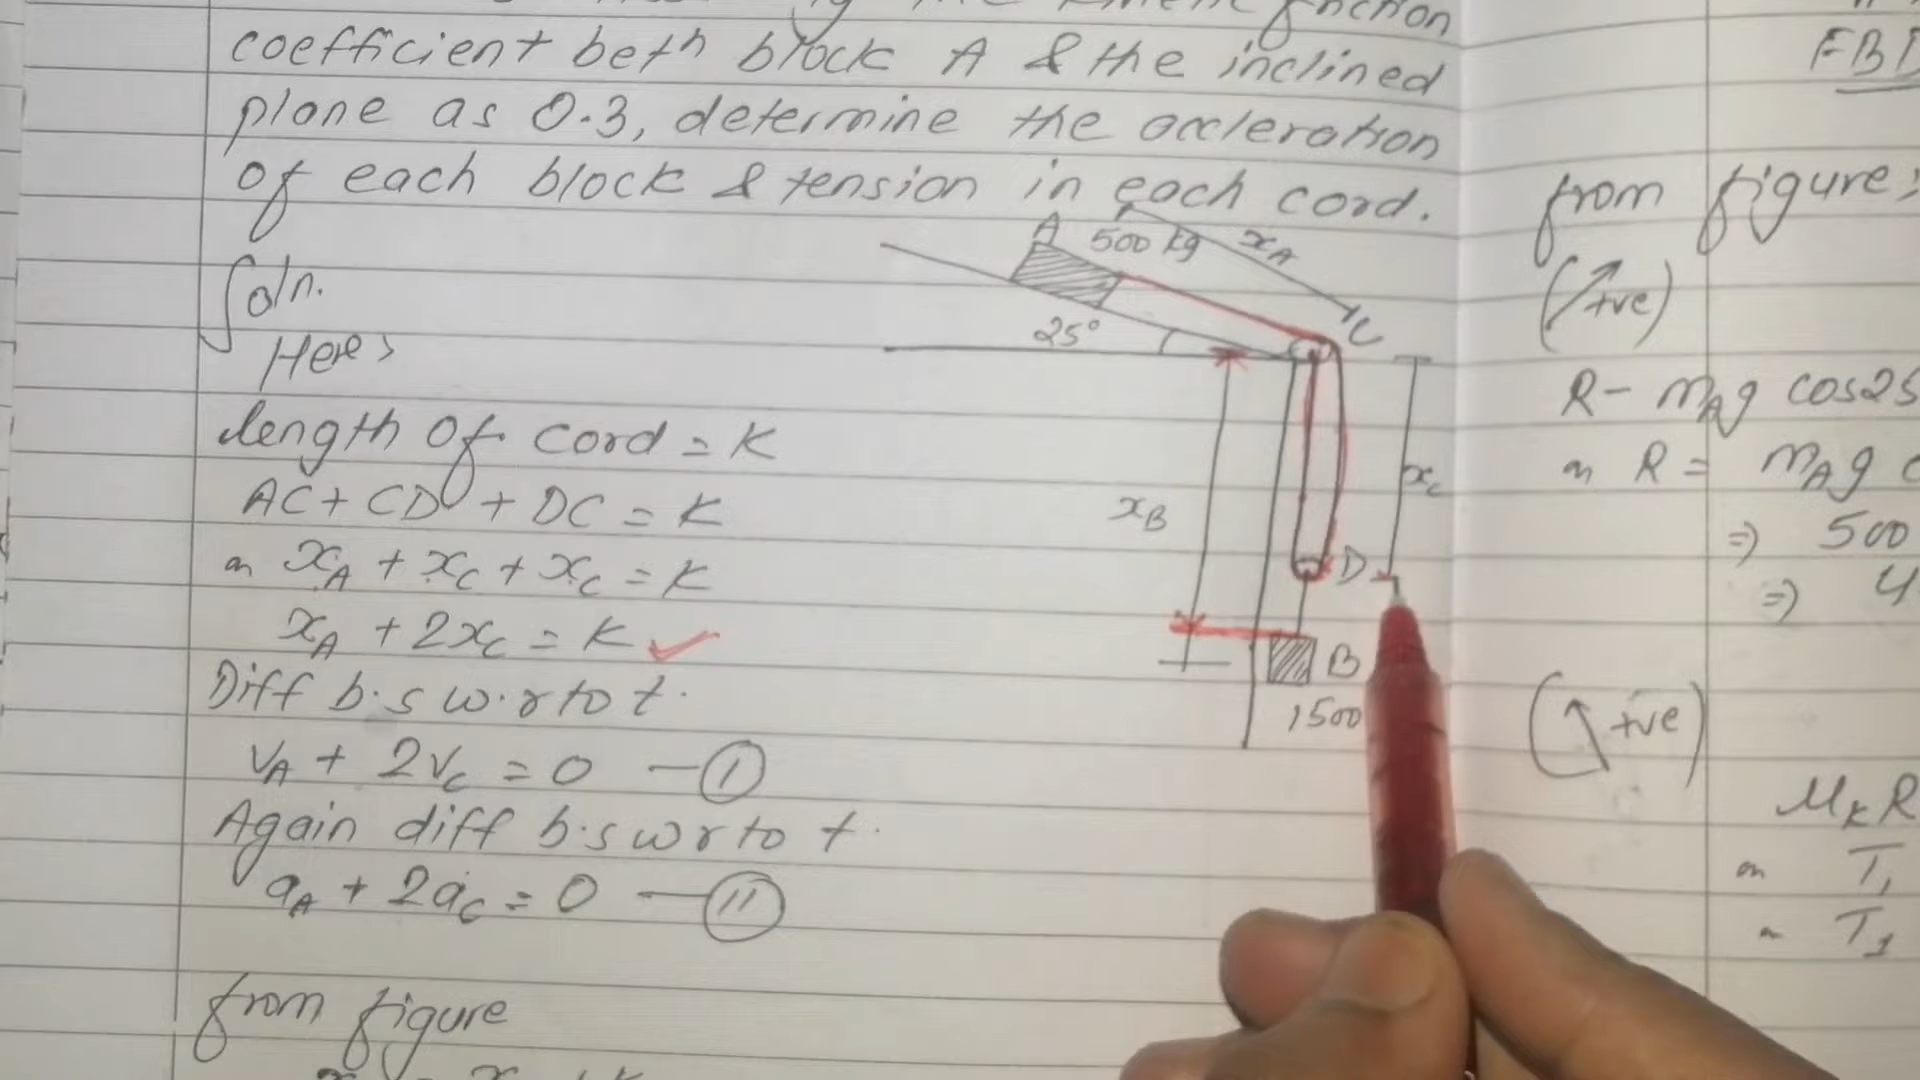 coefficient betn block A & the inclined
plane as 0.3, determine the accleration
of each block & tension in each cord.
Soln.
Here,
length of cord = K
AC + CD + DC = K
or xA + xC + xC = K
xA + 2xC = K
Diff b.s w.r to t.
vA + 2vC = 0 — (I)
Again diff b.s w r to t.
aA + 2aC = 0 — (II)
from figure
A
500 kg
xA
C
25°
xB
xC
D
B
1500
FBD
from figure:
(↗+ve)
R - mAg cos25
or R = mAg
=> 500
=>
(↖+ve)
μkR
or T1
or T1